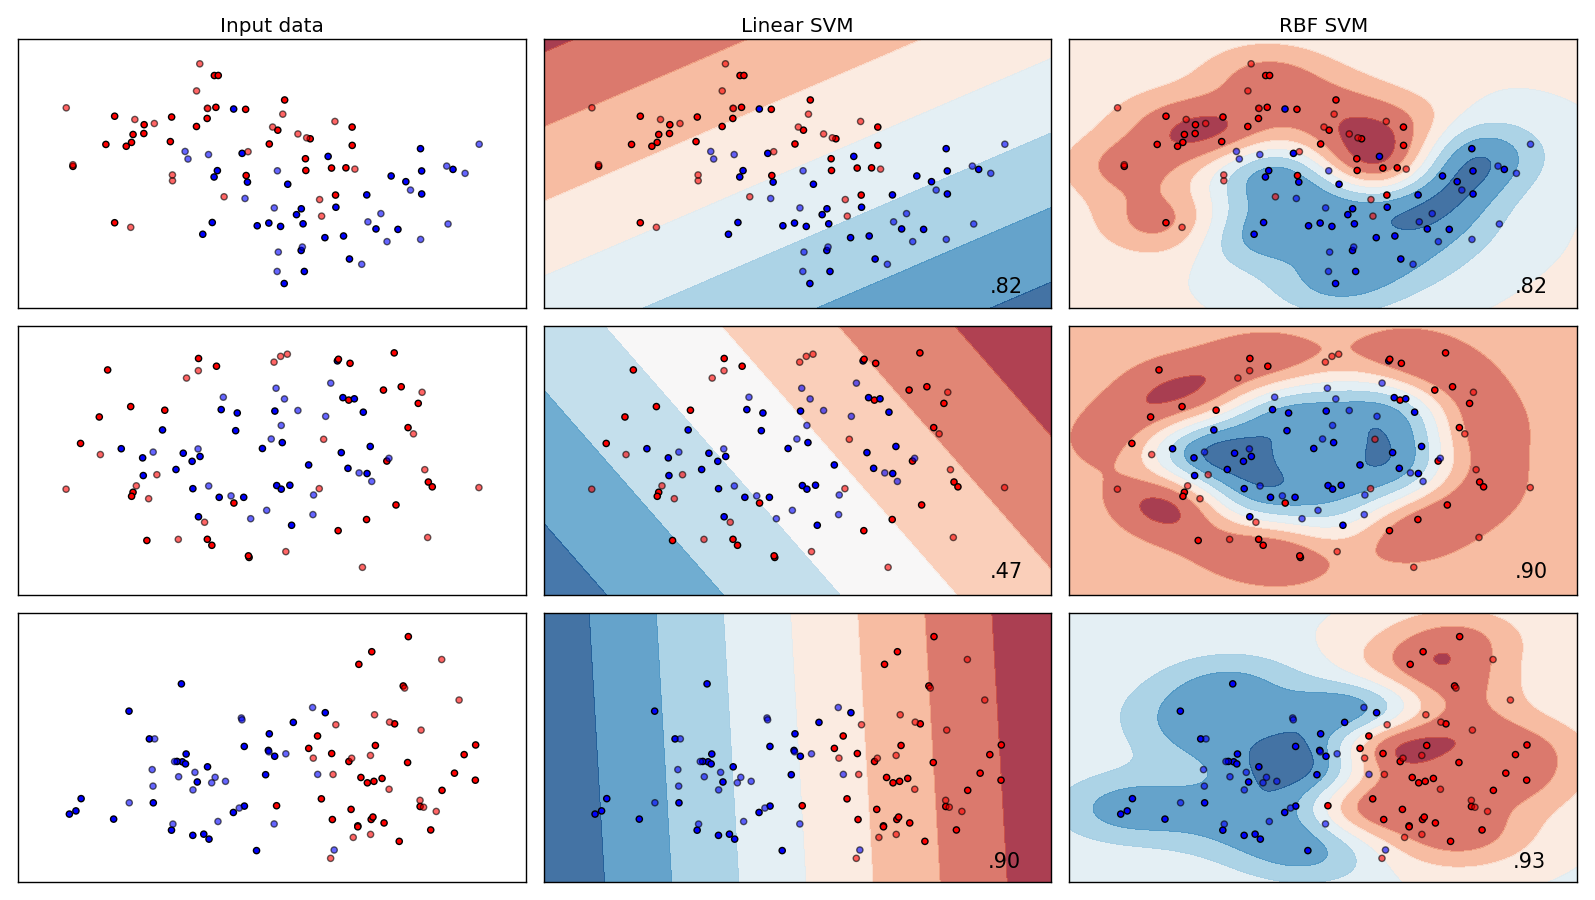 Input data
Linear SVM
RBF SVM
.82
.82
.47
.90
.90
.93